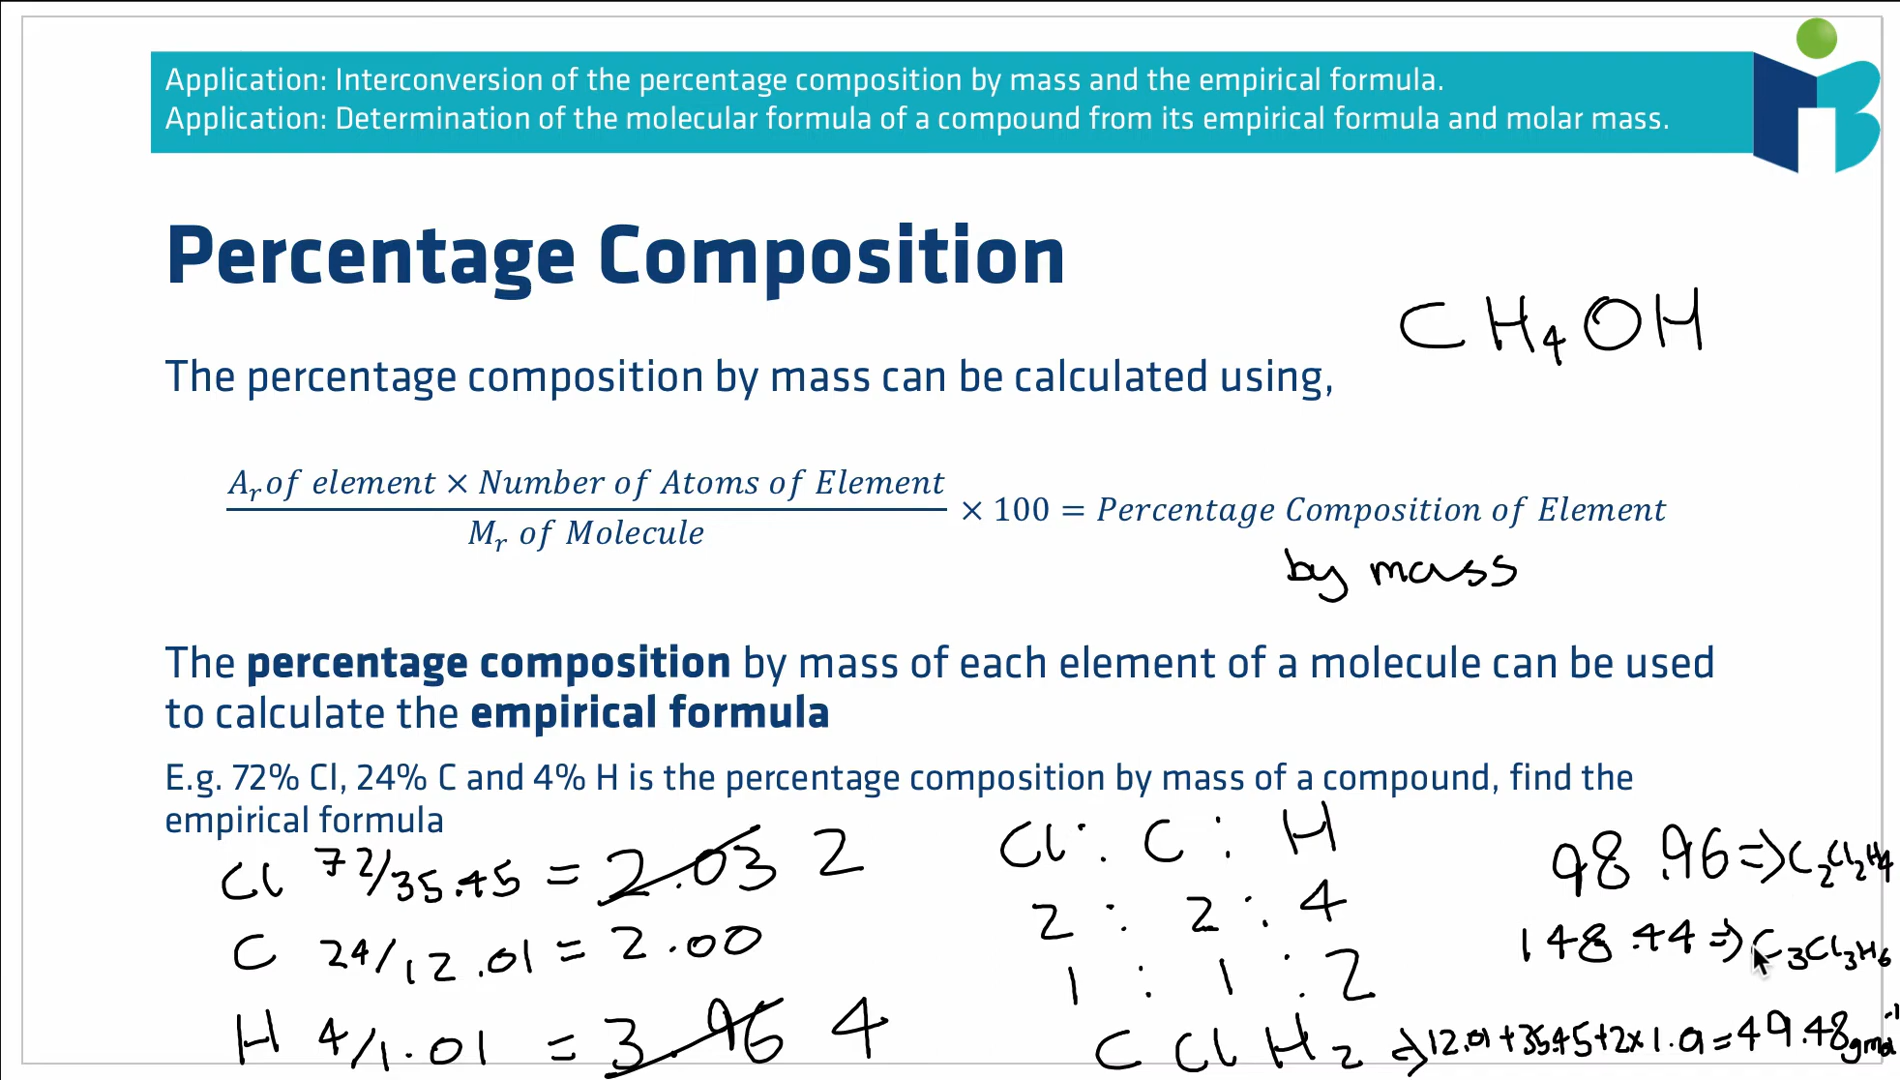 Application: Interconversion of the percentage composition by mass and the empirical formula.
Application: Determination of the molecular formula of a compound from its empirical formula and molar mass.
Percentage Composition
CH₄OH
The percentage composition by mass can be calculated using,
Aᵣ of element × Number of Atoms of Element
Mᵣ of Molecule
× 100 = Percentage Composition of Element
by mass
The percentage composition by mass of each element of a molecule can be used
to calculate the empirical formula
E.g. 72% Cl, 24% C and 4% H is the percentage composition by mass of a compound, find the
empirical formula
Cl 72/35.45 = 2.03 2
C 24/12.01 = 2.00
H 4/1.01 = 3.96 4
Cl : C : H
2 : 2 : 4
1 : 1 : 2
C Cl H₂ => 12.01+35.45+2×1.01=49.48 gmol⁻¹
98.96 => C₂Cl₂H₄
148.44 => C₃Cl₃H₆